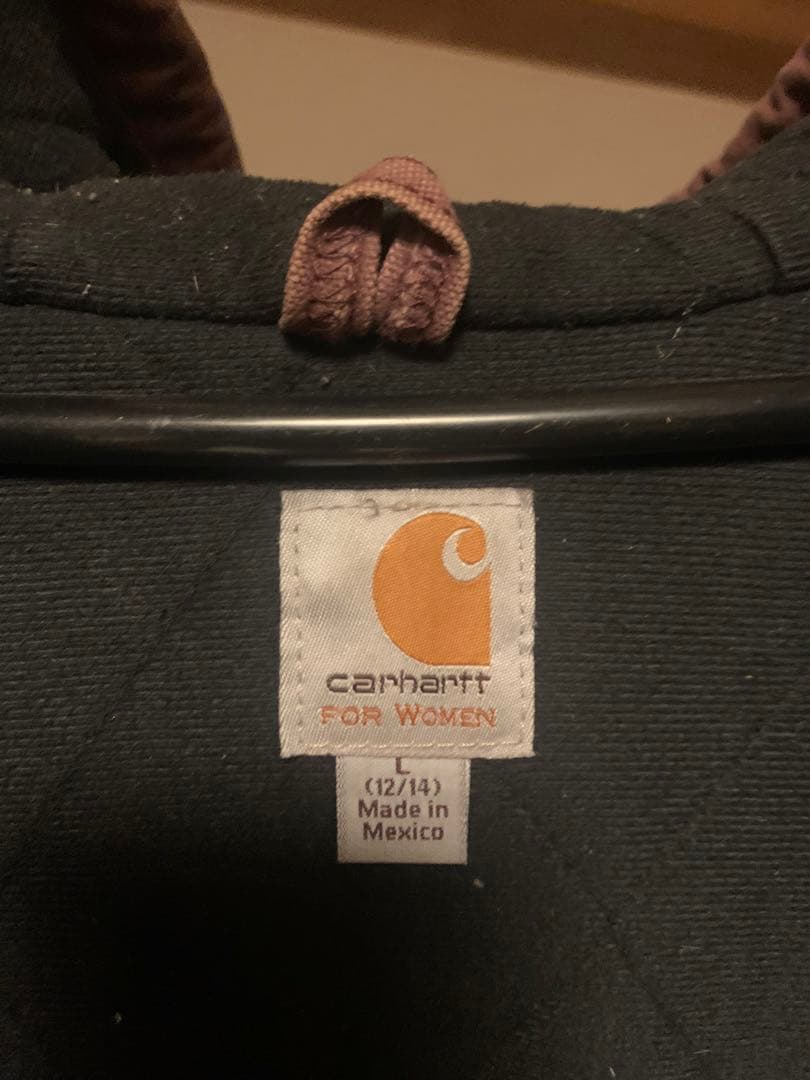 carhartt
FOR WOMEN
L
(12/14)
Made in
Mexico